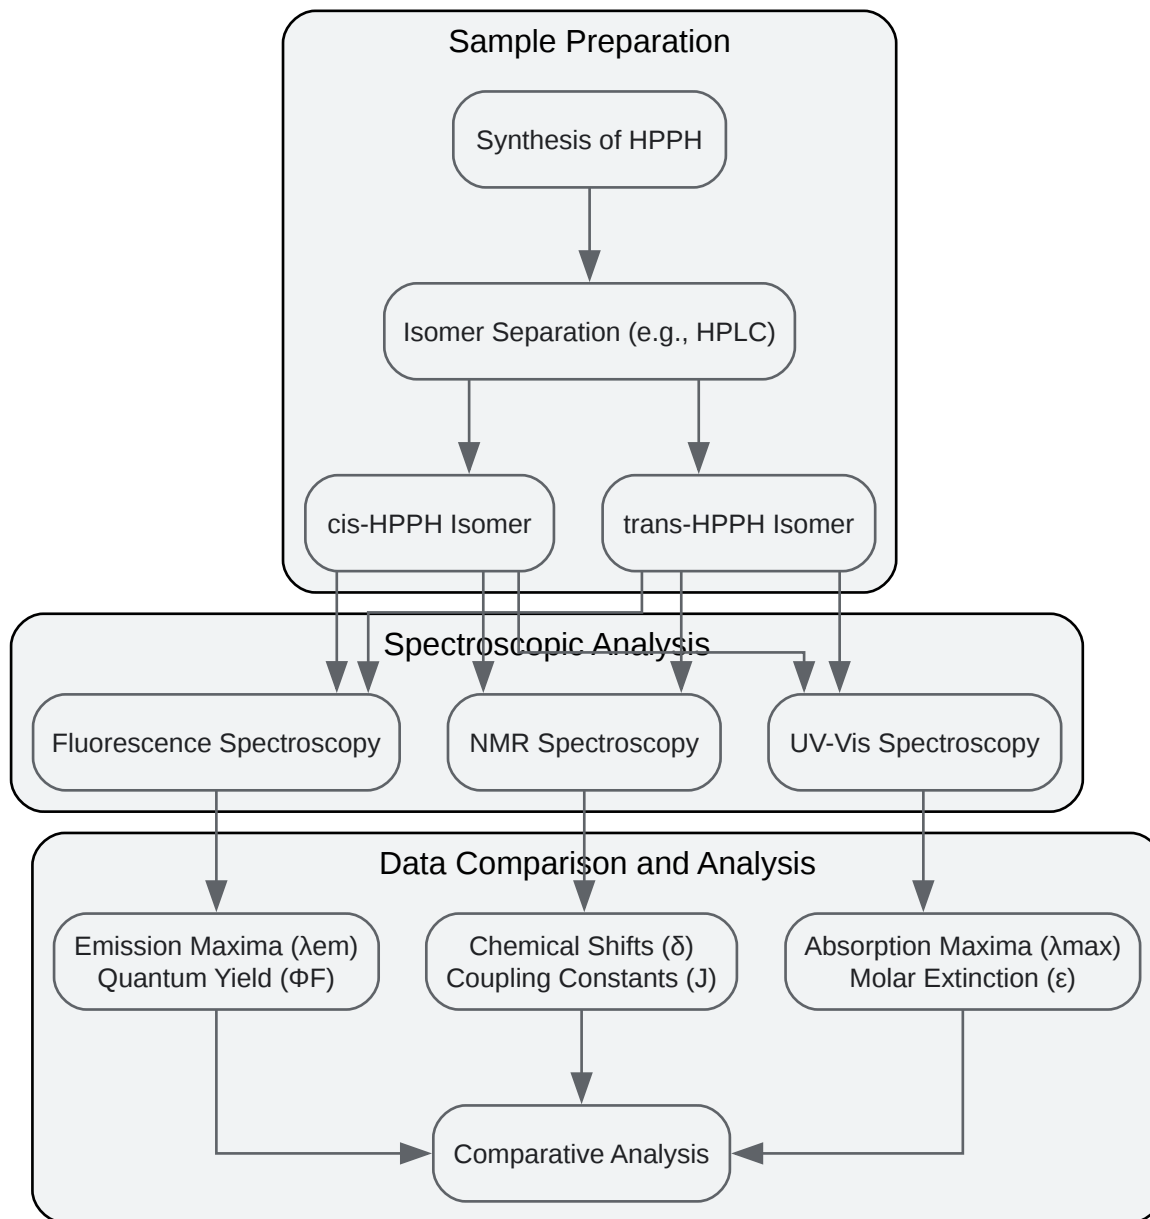 Sample Preparation
Synthesis of HPPH
Isomer Separation (e.g., HPLC)
cis-HPPH Isomer
trans-HPPH Isomer
Spectroscopic Analysis
Fluorescence Spectroscopy
NMR Spectroscopy
UV-Vis Spectroscopy
Data Comparison and Analysis
Emission Maxima (λem)
Quantum Yield (ΦF)
Chemical Shifts (δ)
Coupling Constants (J)
Absorption Maxima (λmax)
Molar Extinction (ε)
Comparative Analysis